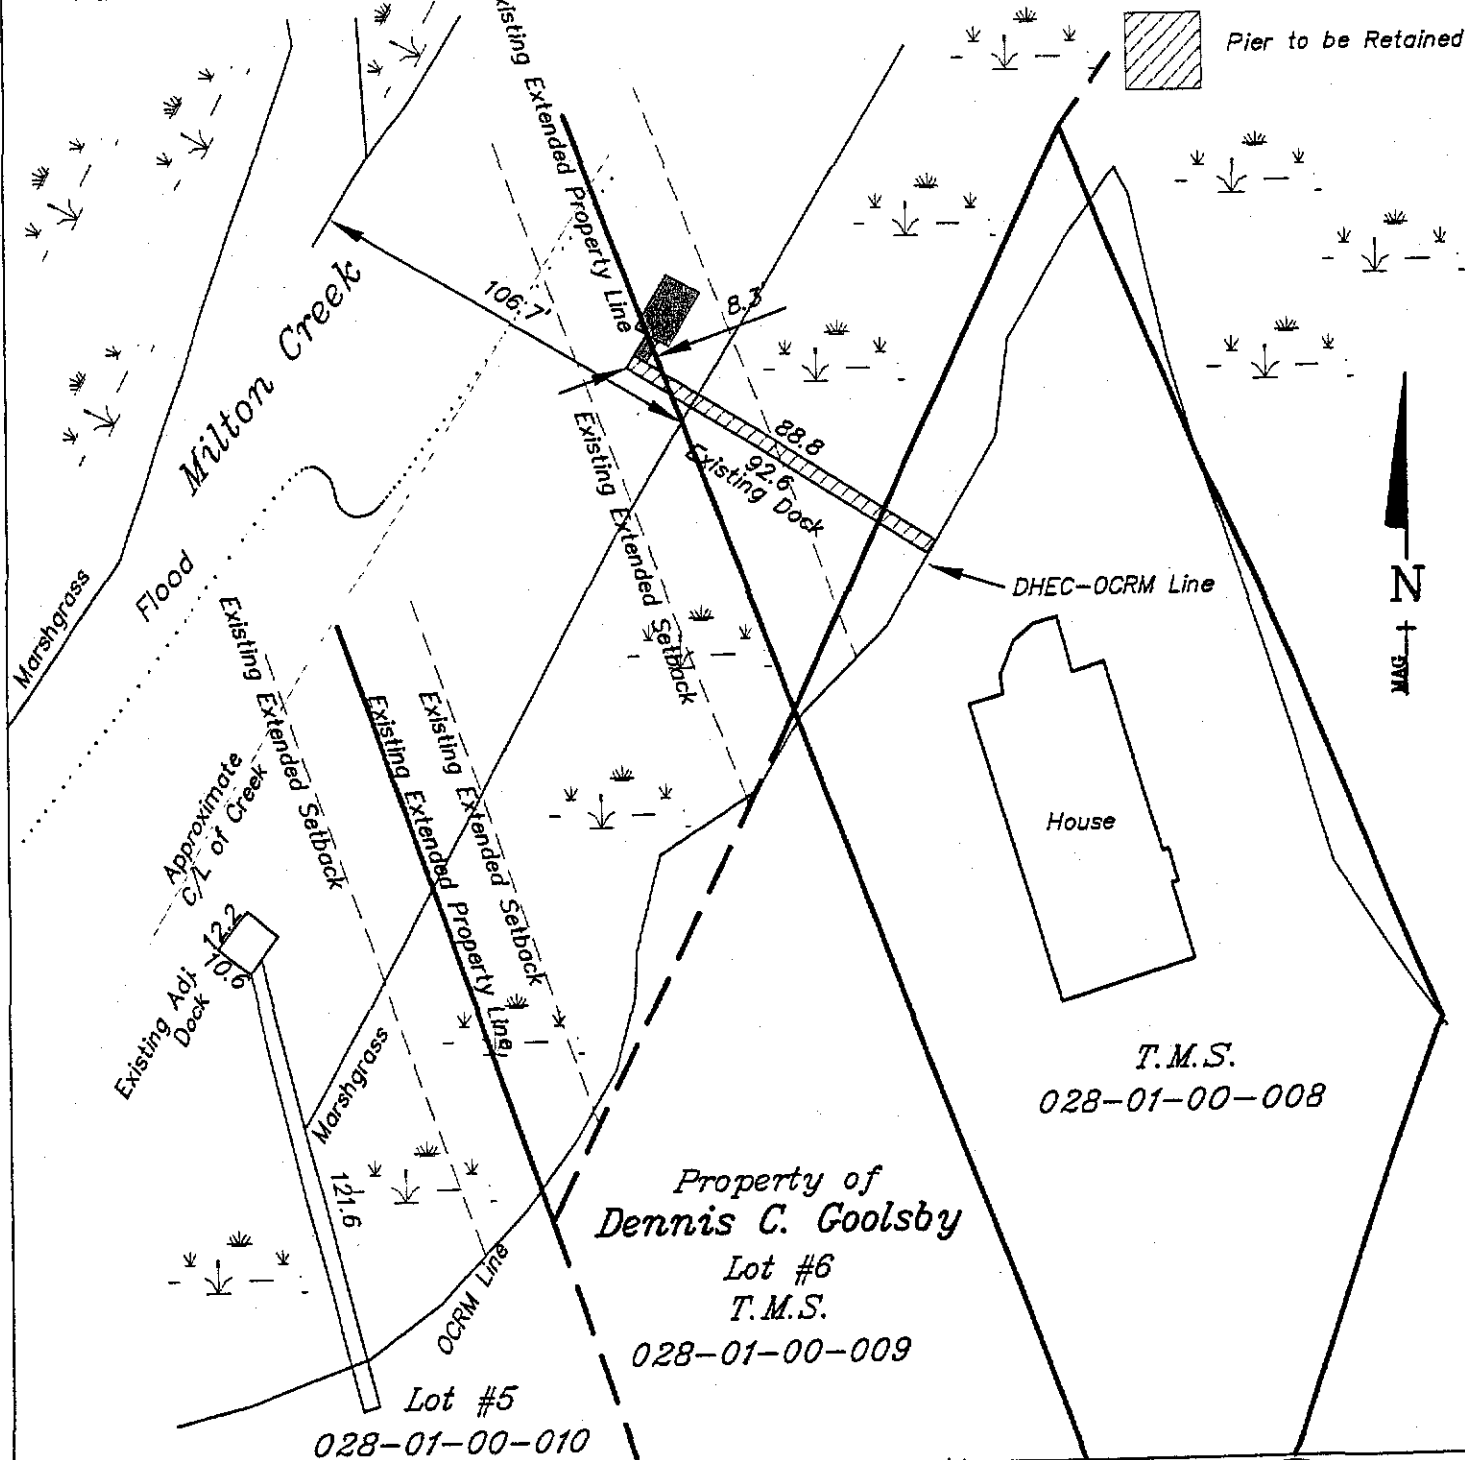 Pier to be Retained
Existing Extended Property Line
106.7'
8.3
Milton Creek
88.8
92.6
Existing Dock
Existing Extended Setback
DHEC-OCRM Line
N
MAG
Flood
Marshgrass
Existing Extended Setback
Existing Extended Property Line
Existing Extended Setback
Approximate
C/L of Creek
House
12.2
10.6
Existing Adj.
Dock
Marshgrass
121.6
OCRM Line
T.M.S.
028-01-00-008
Property of
Dennis C. Goolsby
Lot #6
T.M.S.
028-01-00-009
Lot #5
028-01-00-010